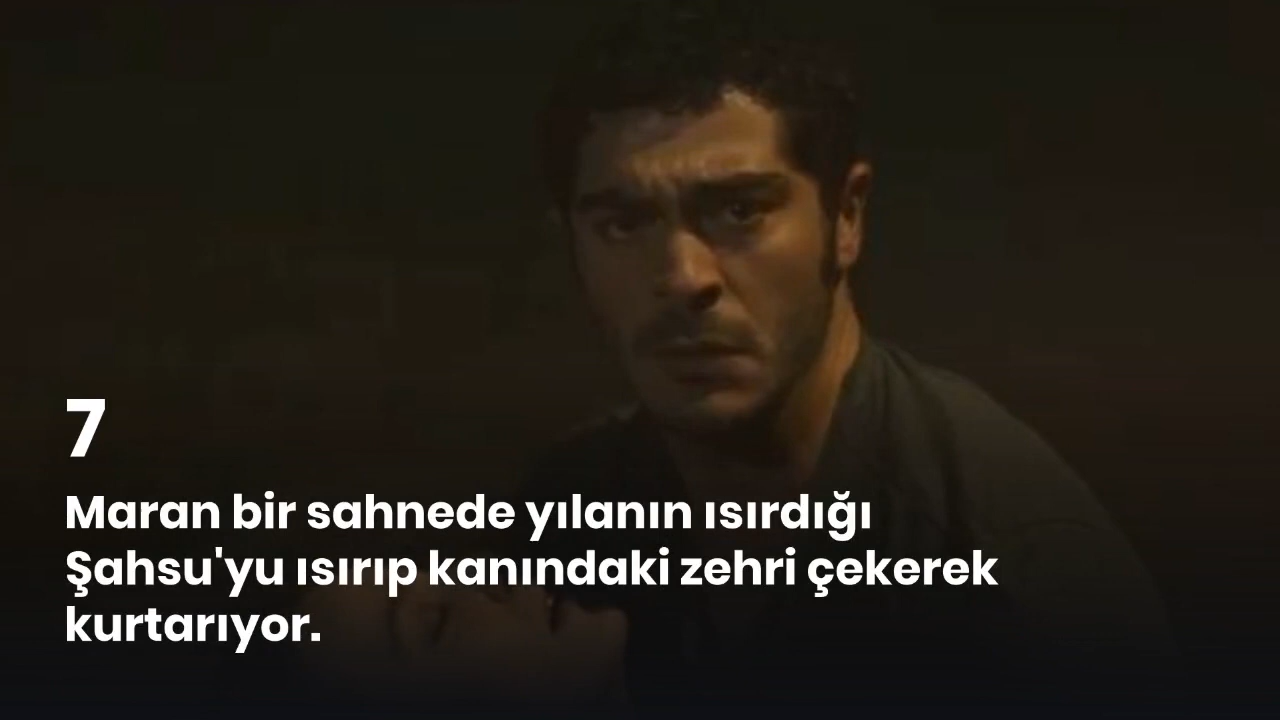 7
Maran bir sahnede yılanın ısırdığı
Şahsu'yu ısırıp kanındaki zehri çekerek
kurtarıyor.